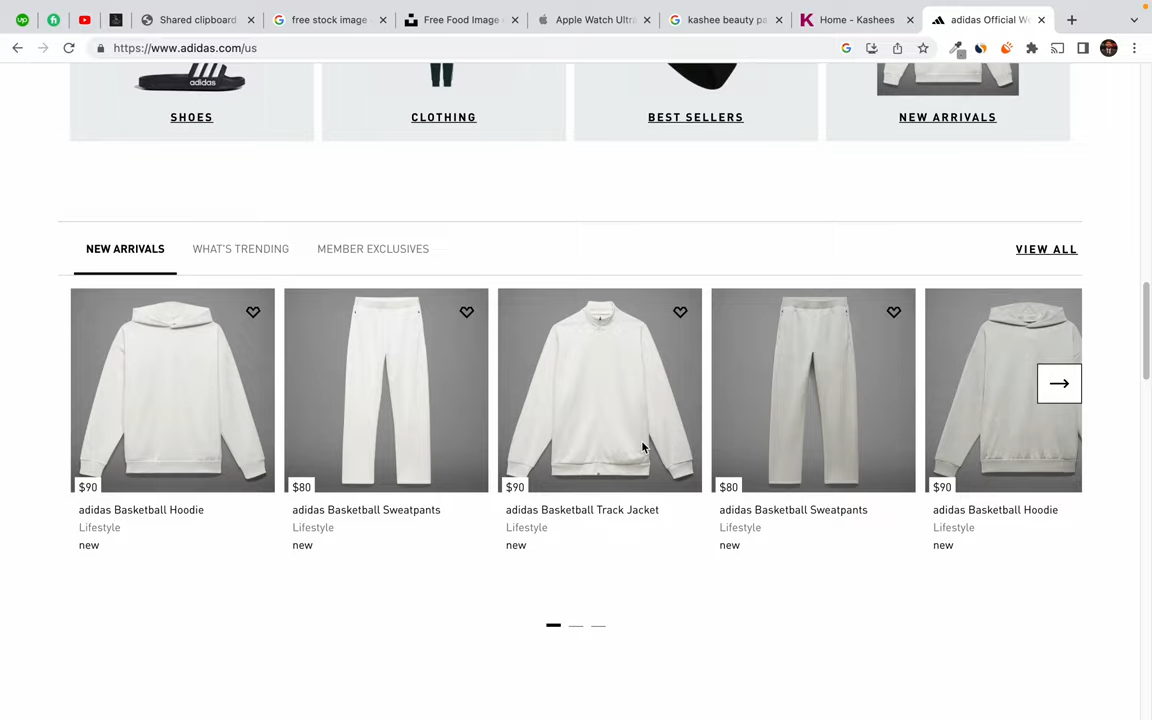 Shared clipboard
free stock image
Free Food Image
Apple Watch Ultra
kashee beauty pa
Home - Kashees
adidas Official We
https://www.adidas.com/us
adidas
SHOES
CLOTHING
BEST SELLERS
NEW ARRIVALS
NEW ARRIVALS
WHAT'S TRENDING
MEMBER EXCLUSIVES
VIEW ALL
$90
$80
$90
$80
$90
adidas Basketball Hoodie
Lifestyle
new
adidas Basketball Sweatpants
Lifestyle
new
adidas Basketball Track Jacket
Lifestyle
new
adidas Basketball Sweatpants
Lifestyle
new
adidas Basketball Hoodie
Lifestyle
new